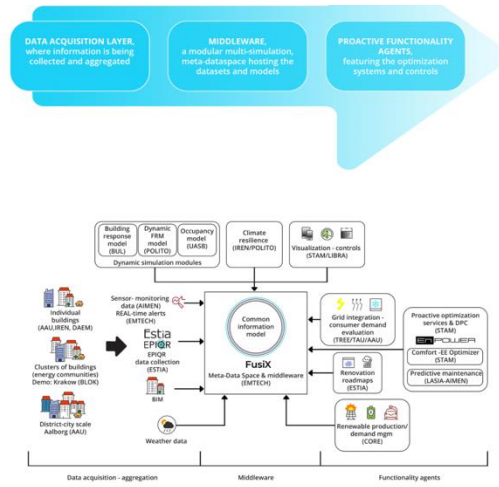 DATA ACQUISITION LAYER,
where information is being
collected and aggregated
MIDDLEWARE,
a modular multi-simulation,
meta-dataspace hosting the
datasets and models
PROACTIVE FUNCTIONALITY
AGENTS,
featuring the optimization
systems and controls
Building
response
model
(BUL)
Dynamic
FRM
model
(POLITO)
Occupancy
model
(UASB)
Dynamic simulation modules
Climate
resilience
(IREN/POLITO)
Visualization - controls
(STAM/LIBRA)
Individual
buildings
(AAU,IREN, DAEM)
Clusters of buildings
(energy communities)
Demo: Krakow (BLOK)
District-city scale
Aalborg (AAU)
Sensor- monitoring
data (AIMEN)
REAL-time alerts
(EMTECH)
Estia
EPIQR
EPIQR
data collection
(ESTIA)
BIM
Weather data
Common
information
model
FusiX
Meta-Data Space & middleware
(EMTECH)
Grid integration -
consumer demand
evaluation
(TREE/TAU/AAU)
Renovation
roadmaps
(ESTIA)
Renewable production/
demand mgm
(CORE)
Proactive optimization
services & DPC
(STAM)
ENPOWER
Comfort -EE Optimizer
(STAM)
Predictive maintenance
(LASIA-AIMEN)
Data acquisition - aggregation
Middleware
Functionality agents